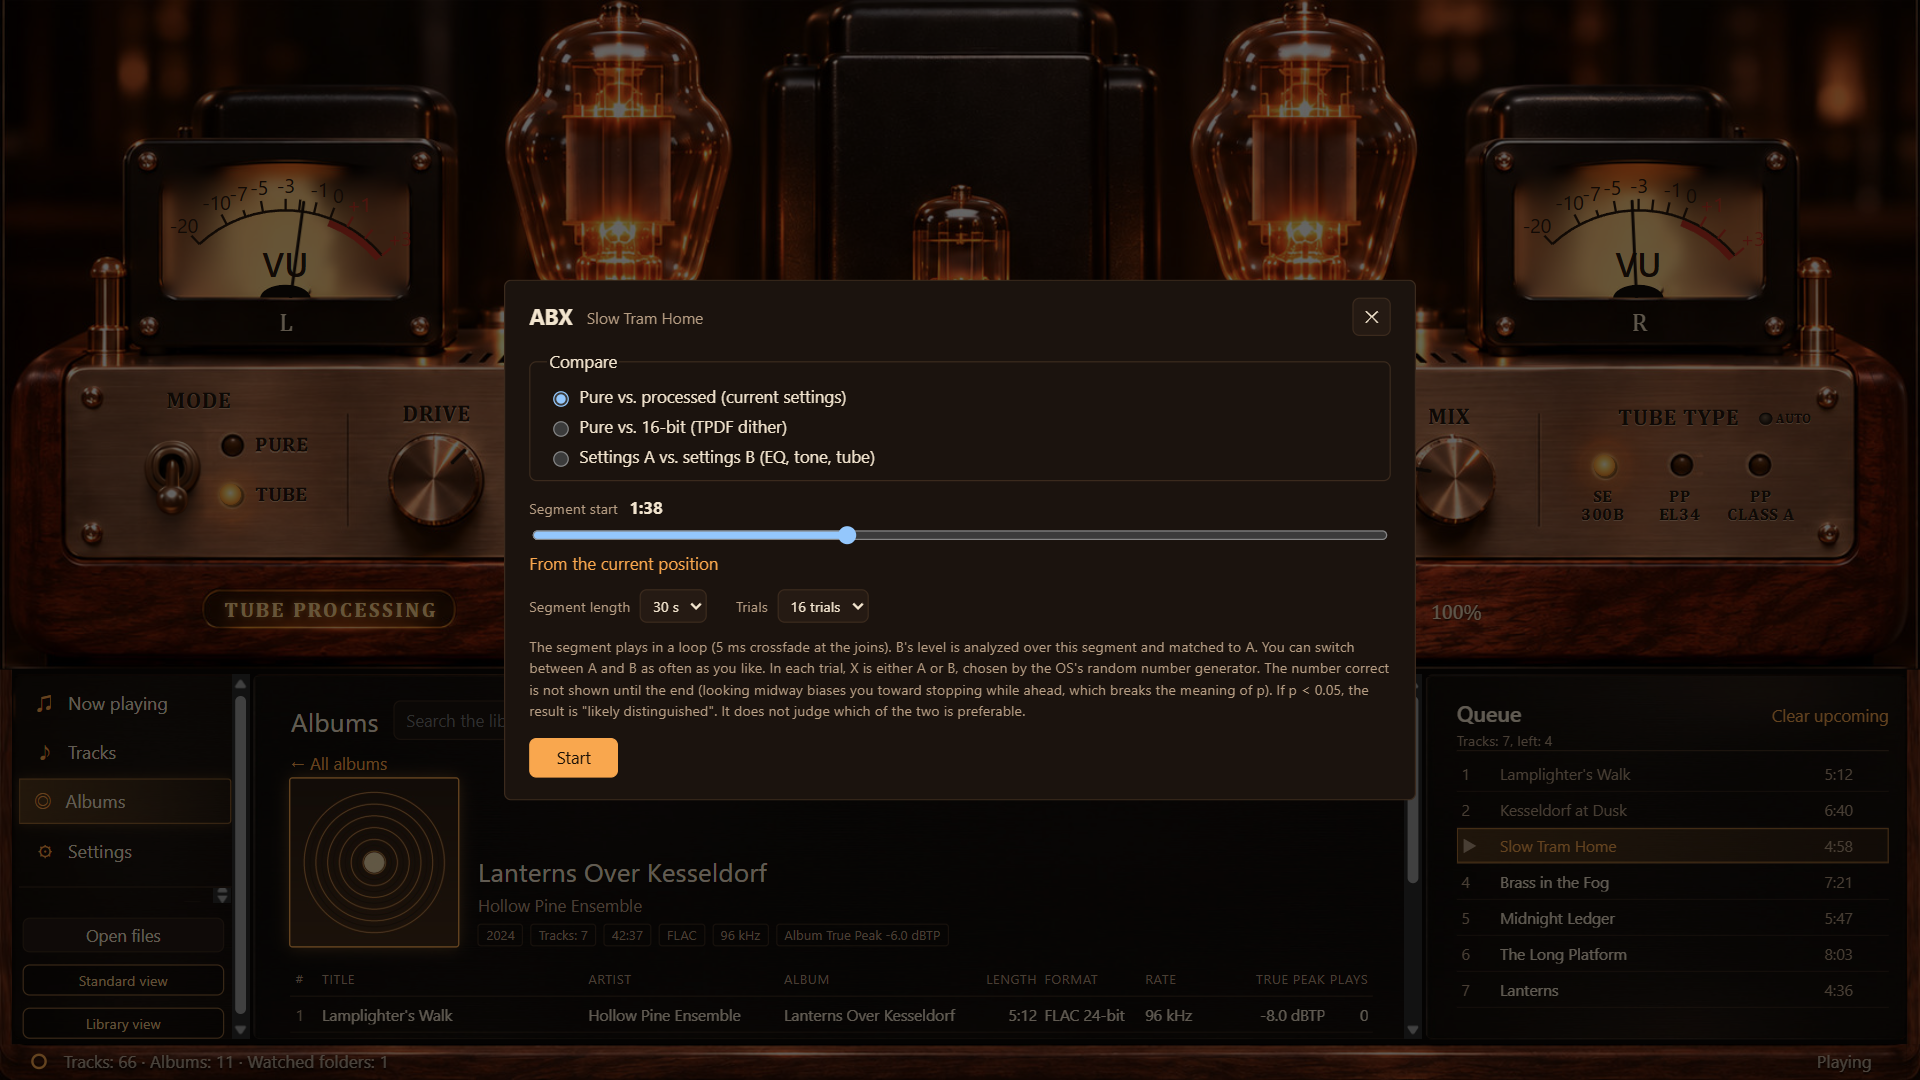 -20 -10 -7 -5 -3 -1 0 +1 +3
VU
L
-20 -10 -7 -5 -3 -1 0 +3
VU
R
MODE
PURE
TUBE
DRIVE
TUBE PROCESSING
MIX
100%
TUBE TYPE AUTO
SE 300B
PP EL34
PP CLASS A
ABX Slow Tram Home
Compare
Pure vs. processed (current settings)
Pure vs. 16-bit (TPDF dither)
Settings A vs. settings B (EQ, tone, tube)
Segment start 1:38
From the current position
Segment length 30 s Trials 16 trials
The segment plays in a loop (5 ms crossfade at the joins). B's level is analyzed over this segment and matched to A. You can switch
between A and B as often as you like. In each trial, X is either A or B, chosen by the OS's random number generator. The number correct
is not shown until the end (looking midway biases you toward stopping while ahead, which breaks the meaning of p). If p < 0.05, the
result is "likely distinguished". It does not judge which of the two is preferable.
Start
Now playing
Tracks
Albums
Settings
Open files
Standard view
Library view
Albums Search the lib
← All albums
Lanterns Over Kesseldorf
Hollow Pine Ensemble
2024 Tracks: 7 42:37 FLAC 96 kHz Album True Peak -6.0 dBTP
# TITLE ARTIST ALBUM LENGTH FORMAT RATE TRUE PEAK PLAYS
1 Lamplighter's Walk Hollow Pine Ensemble Lanterns Over Kesseldorf 5:12 FLAC 24-bit 96 kHz -8.0 dBTP 0
Queue Clear upcoming
Tracks: 7, left: 4
1 Lamplighter's Walk 5:12
2 Kesseldorf at Dusk 6:40
Slow Tram Home 4:58
4 Brass in the Fog 7:21
5 Midnight Ledger 5:47
6 The Long Platform 8:03
7 Lanterns 4:36
Tracks: 66 · Albums: 11 · Watched folders: 1
Playing